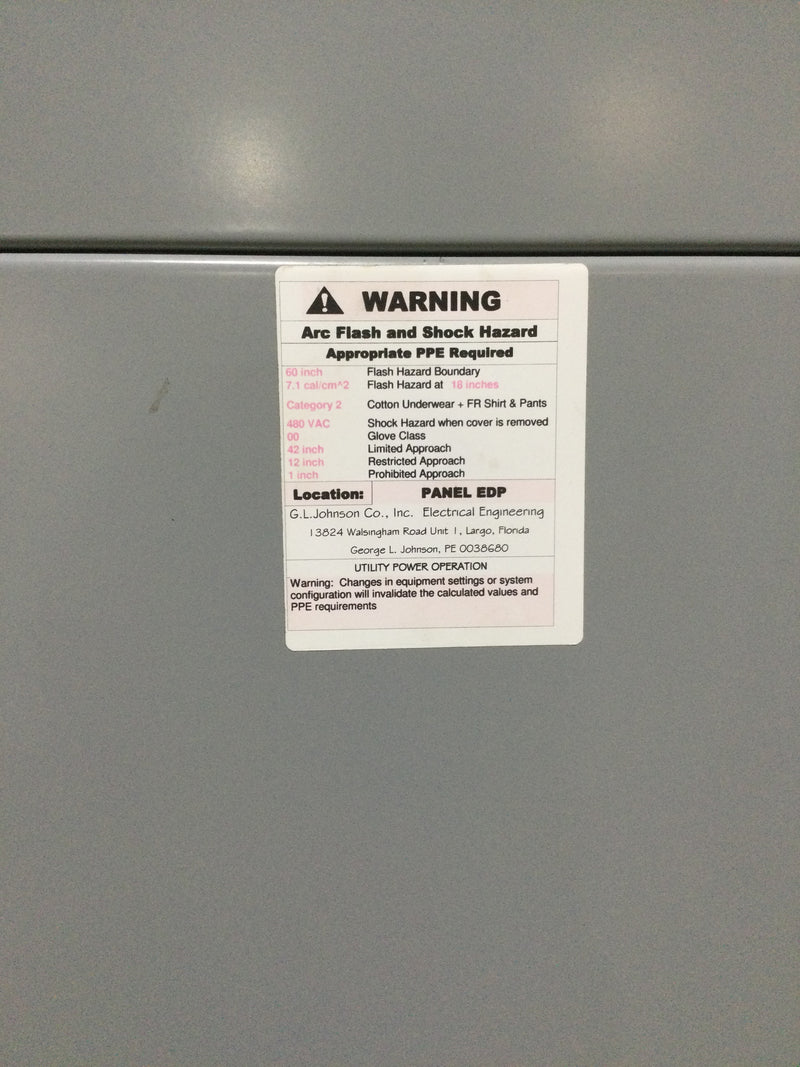 WARNING
Arc Flash and Shock Hazard
Appropriate PPE Required
60 inch Flash Hazard Boundary
7.1 cal/cm^2 Flash Hazard at 18 inches
Category 2 Cotton Underwear + FR Shirt & Pants
480 VAC Shock Hazard when cover is removed
00 Glove Class
42 inch Limited Approach
12 inch Restricted Approach
1 inch Prohibited Approach
Location: PANEL EDP
G.L.Johnson Co., Inc. Electrical Engineering
13824 Walsingham Road Unit 1, Largo, Florida
George L. Johnson, PE 0038680
UTILITY POWER OPERATION
Warning: Changes in equipment settings or system
configuration will invalidate the calculated values and
PPE requirements